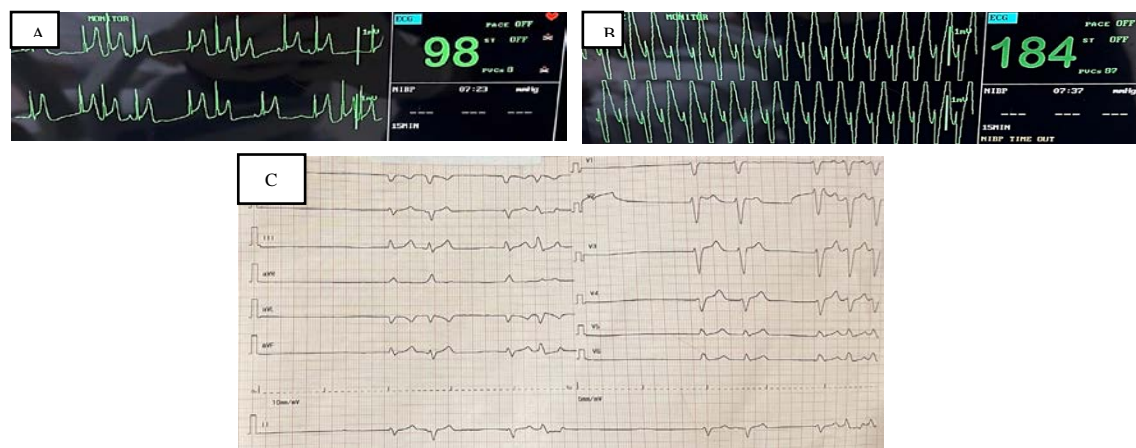 A
MONITOR
ECG
PACE OFF
98
ST OFF
PVCs 0
1mV
NIBP 07:23 mmHg
--- --- ---
1mV
15MIN
B
MONITOR
ECG
PACE OFF
184
ST OFF
PVCs 87
1mV
NIBP 07:37 mmHg
--- --- ---
1mV
15MIN
NIBP TIME OUT
C
V1
V2
III
V3
aVR
V4
aVL
V5
aVF
V6
10mm/mV
5mm/mV
II